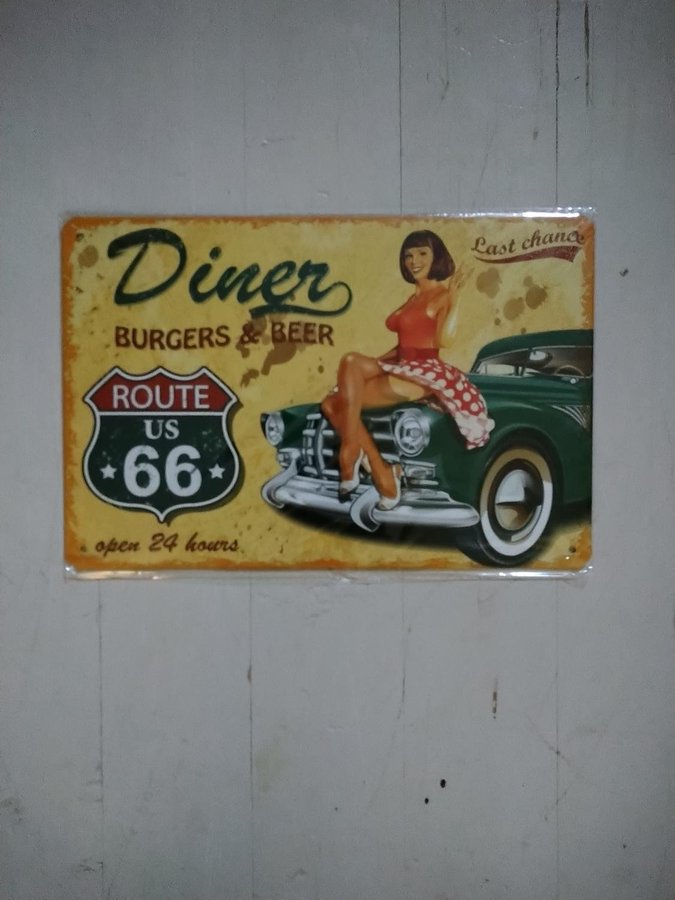 Diner
BURGERS & BEER
Last chance
ROUTE
US
66
open 24 hours